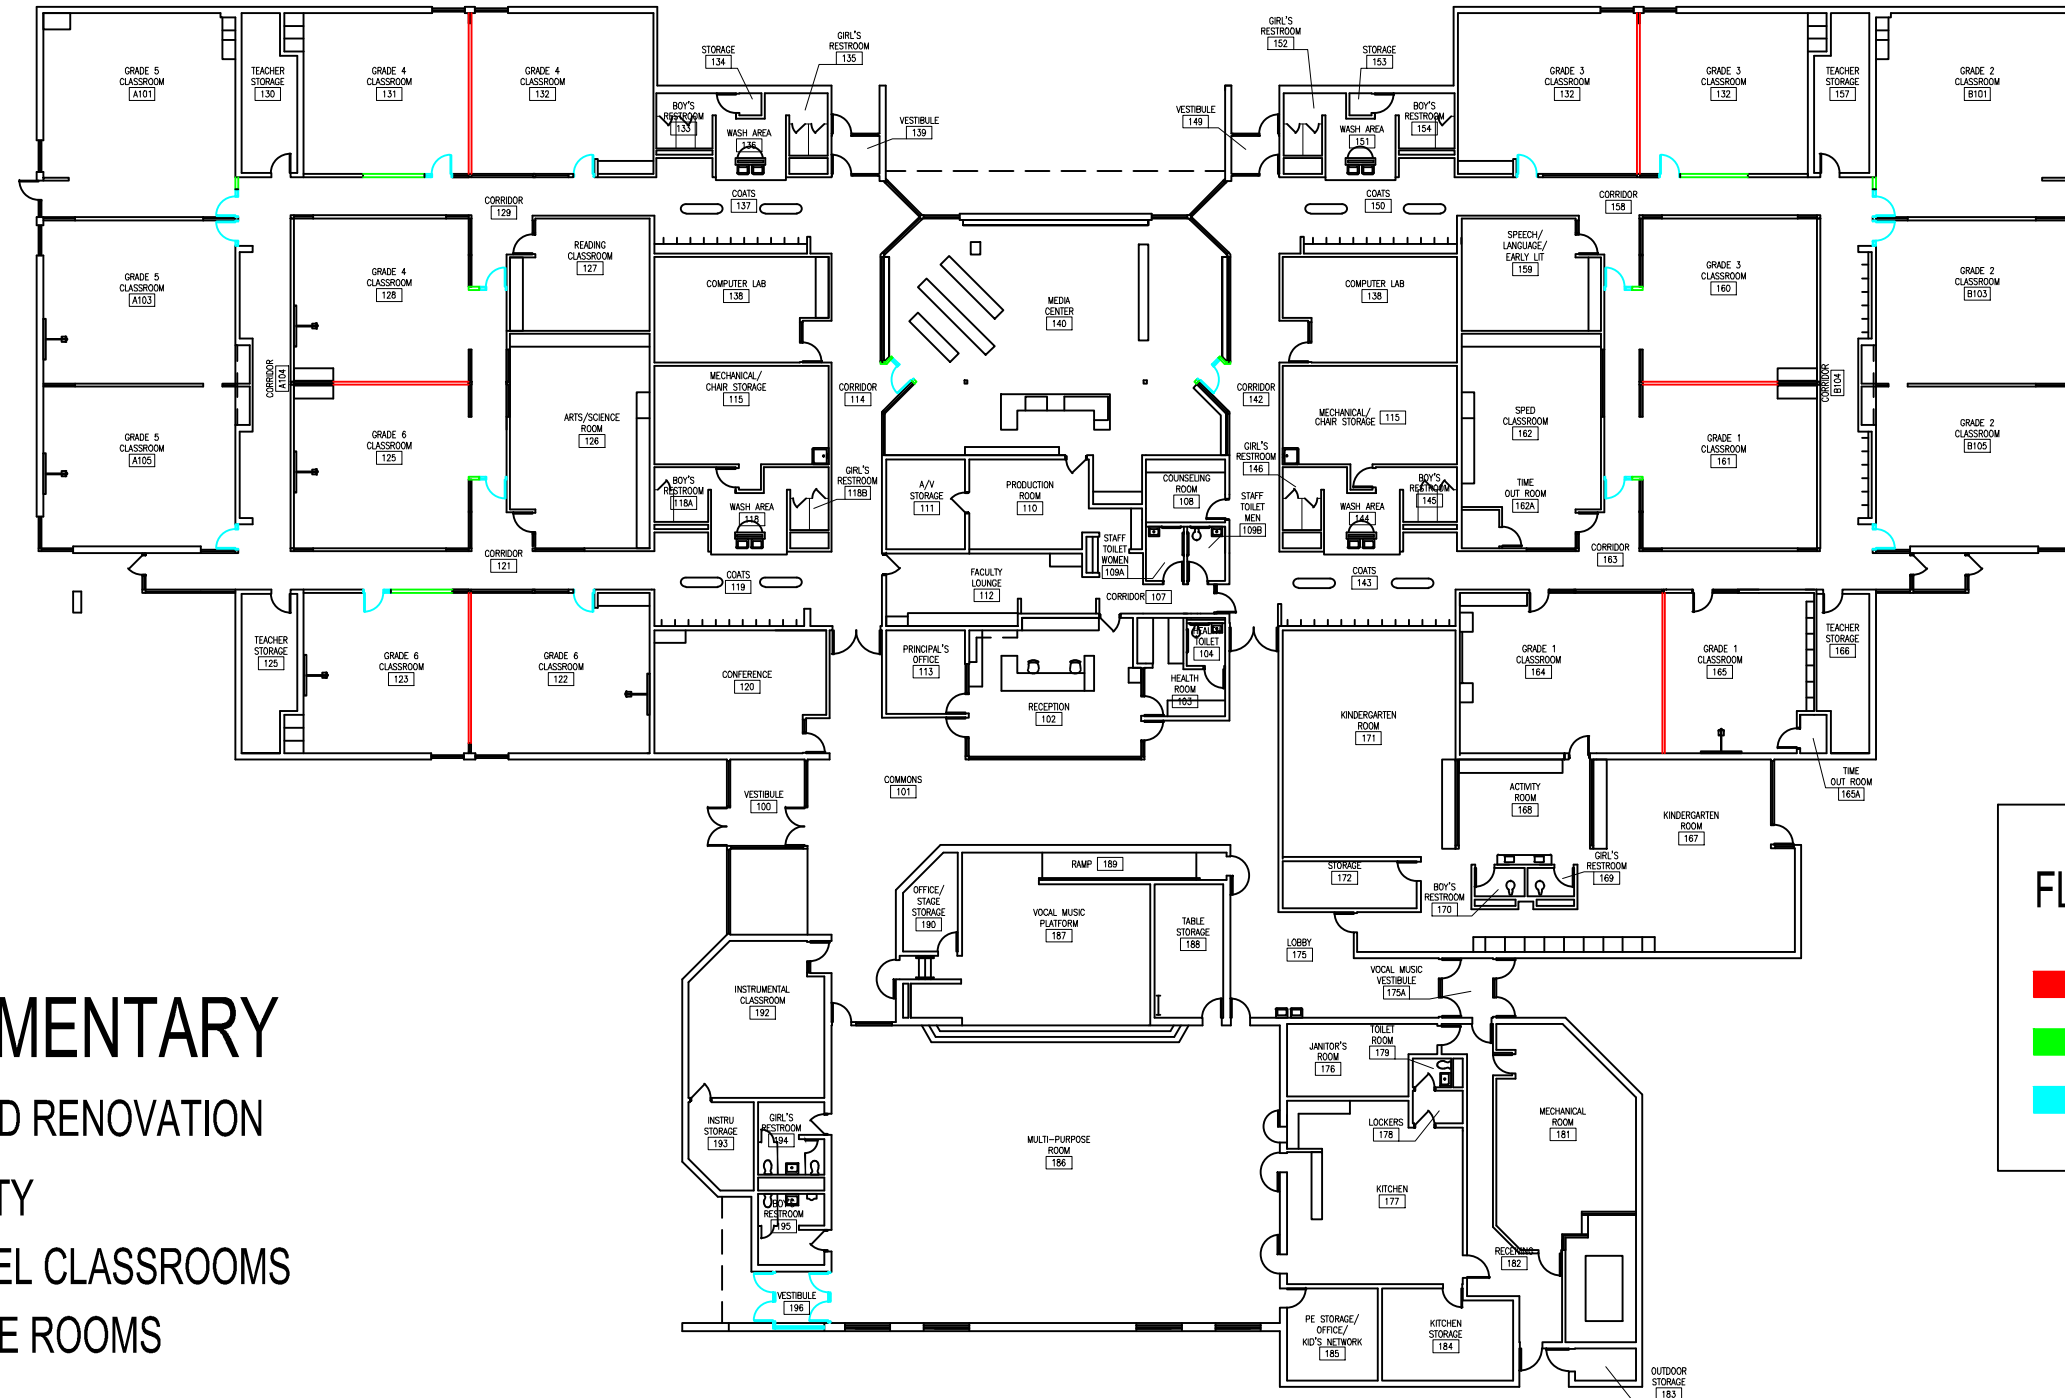 GRADE 5
CLASSROOM
A101
TEACHER
STORAGE
130
GRADE 4
CLASSROOM
131
GRADE 4
CLASSROOM
132
STORAGE
134
GIRL'S
RESTROOM
135
BOY'S
RESTROOM
133
WASH AREA
136
VESTIBULE
139
COATS
137
CORRIDOR
129
GIRL'S
RESTROOM
152
STORAGE
153
VESTIBULE
149
WASH AREA
151
BOY'S
RESTROOM
154
COATS
150
GRADE 3
CLASSROOM
132
GRADE 3
CLASSROOM
132
TEACHER
STORAGE
157
GRADE 2
CLASSROOM
B101
CORRIDOR
158
GRADE 5
CLASSROOM
A103
GRADE 4
CLASSROOM
128
READING
CLASSROOM
127
COMPUTER LAB
138
MEDIA
CENTER
140
COMPUTER LAB
138
SPEECH/
LANGUAGE/
EARLY LIT
159
GRADE 3
CLASSROOM
160
GRADE 2
CLASSROOM
B103
CORRIDOR
A104
MECHANICAL/
CHAIR STORAGE
115
CORRIDOR
114
CORRIDOR
142
MECHANICAL/
CHAIR STORAGE
115
CORRIDOR
B104
GRADE 5
CLASSROOM
A105
GRADE 6
CLASSROOM
125
ARTS/SCIENCE
ROOM
126
SPED
CLASSROOM
162
GRADE 1
CLASSROOM
161
GRADE 2
CLASSROOM
B105
BOY'S
RESTROOM
118A
WASH AREA
118
GIRL'S
RESTROOM
118B
A/V
STORAGE
111
PRODUCTION
ROOM
110
COUNSELING
ROOM
108
GIRL'S
RESTROOM
146
STAFF
TOILET
MEN
109B
WASH AREA
144
BOY'S
RESTROOM
145
TIME
OUT ROOM
162A
STAFF
TOILET
WOMEN
109A
CORRIDOR
121
COATS
119
FACULTY
LOUNGE
112
CORRIDOR 107
COATS
143
CORRIDOR
163
TEACHER
STORAGE
125
GRADE 6
CLASSROOM
123
GRADE 6
CLASSROOM
122
CONFERENCE
120
PRINCIPAL'S
OFFICE
113
RECEPTION
102
HEALTH
TOILET
104
HEALTH
ROOM
103
KINDERGARTEN
ROOM
171
GRADE 1
CLASSROOM
164
GRADE 1
CLASSROOM
165
TEACHER
STORAGE
166
TIME
OUT ROOM
165A
VESTIBULE
100
COMMONS
101
ACTIVITY
ROOM
168
KINDERGARTEN
ROOM
167
RAMP 189
STORAGE
172
GIRL'S
RESTROOM
169
BOY'S
RESTROOM
170
OFFICE/
STAGE
STORAGE
190
VOCAL MUSIC
PLATFORM
187
TABLE
STORAGE
188
LOBBY
175
VOCAL MUSIC
VESTIBULE
175A
INSTRUMENTAL
CLASSROOM
192
JANITOR'S
ROOM
176
TOILET
ROOM
179
INSTRU
STORAGE
193
GIRL'S
RESTROOM
194
MULTI-PURPOSE
ROOM
186
LOCKERS
178
MECHANICAL
ROOM
181
KITCHEN
177
BOY'S
RESTROOM
195
RECEIVING
182
VESTIBULE
196
PE STORAGE/
OFFICE/
KID'S NETWORK
185
KITCHEN
STORAGE
184
OUTDOOR
STORAGE
183
MENTARY
D RENOVATION
TY
EL CLASSROOMS
E ROOMS
FL